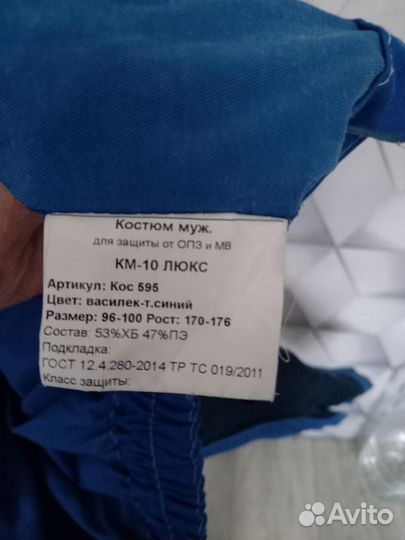 Костюм муж.
для защиты от ОПЗ и МВ
КМ-10 ЛЮКС
Артикул: Кос 595
Цвет: василек-т.синий
Размер: 96-100 Рост: 170-176
Состав: 53%ХБ 47%ПЭ
Подкладка:
ГОСТ 12.4.280-2014 ТР ТС 019/2011
Класс защиты:
Avito